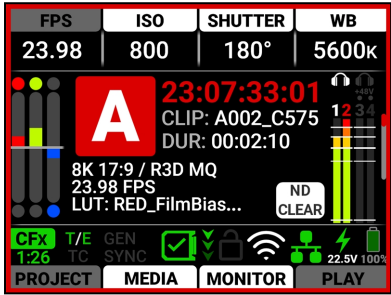 FPS ISO SHUTTER WB
23.98 800 180° 5600K
A
23:07:33:01
CLIP: A002_C575
DUR: 00:02:10
+48V
1 2 3 4
8K 17:9 / R3D MQ
23.98 FPS
LUT: RED_FilmBias...
ND
CLEAR
CFx T/E GEN
1:26 TC SYNC
22.5V 100%
PROJECT MEDIA MONITOR PLAY